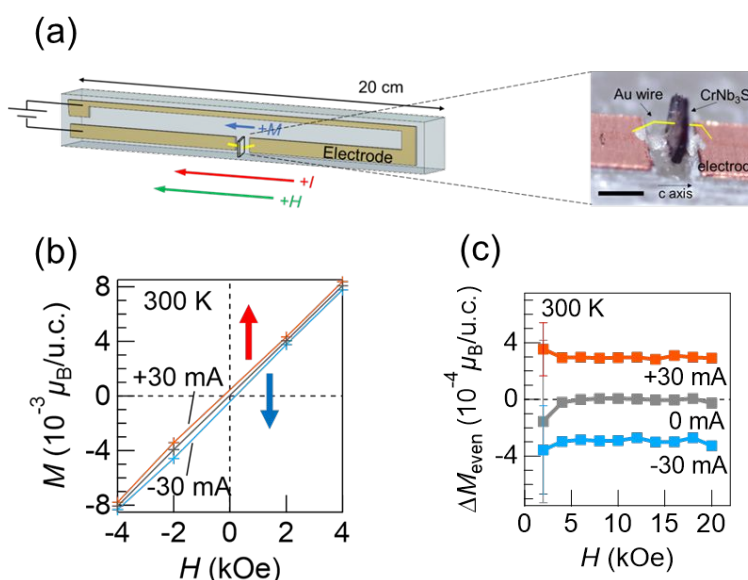 (a)
20 cm
+M
Electrode
+I
+H
Au wire
CrNb₃S
electrode
c axis
(b)
300 K
+30 mA
-30 mA
8
4
0
-4
-8
M (10⁻³ μB/u.c.)
-4 -2 0 2 4
H (kOe)
(c)
300 K
+30 mA
0 mA
-30 mA
4
0
-4
ΔMeven (10⁻⁴ μB/u.c.)
0 5 10 15 20
H (kOe)